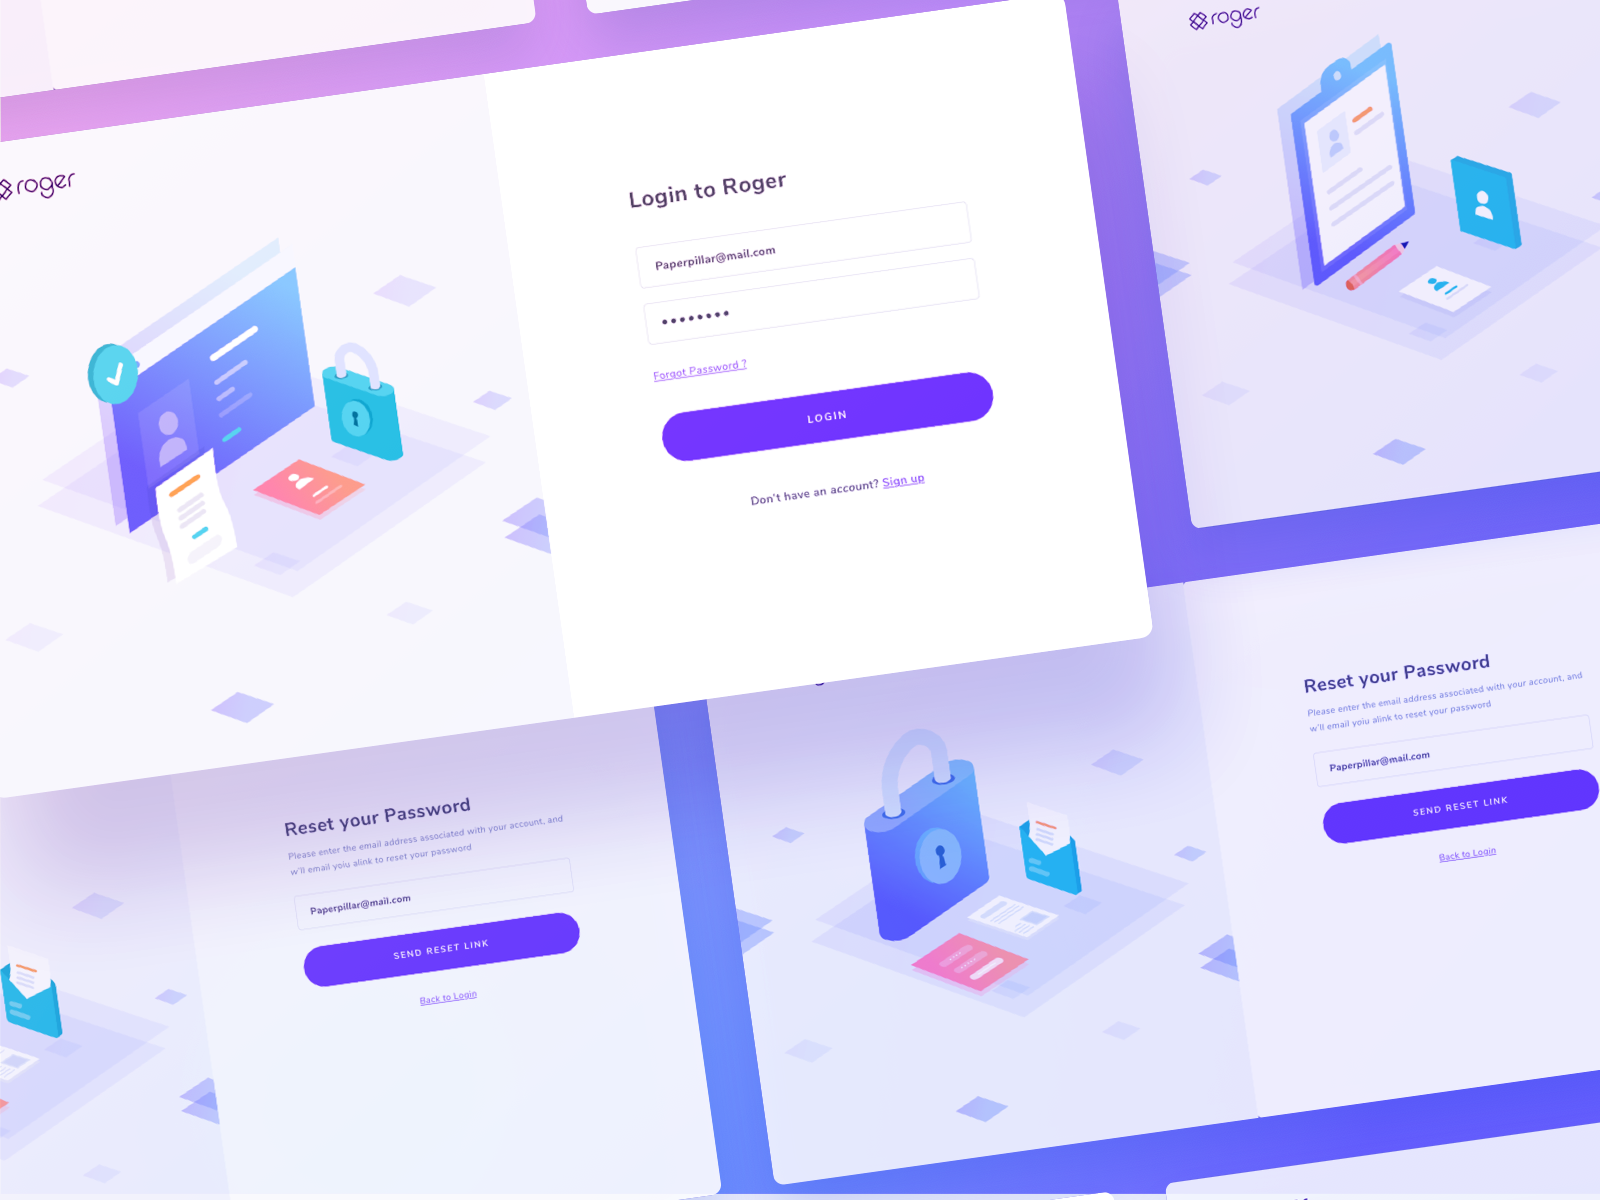 roger
Login to Roger
Paperpillar@mail.com
••••••••
Forgot Password ?
LOGIN
Don't have an account? Sign up
roger
Reset your Password
Please enter the email address associated with your account, and
w'll email yoiu alink to reset your password
Paperpillar@mail.com
SEND RESET LINK
Back to Login
Reset your Password
Please enter the email address associated with your account, and
w'll email yoiu alink to reset your password
Paperpillar@mail.com
SEND RESET LINK
Back to Login